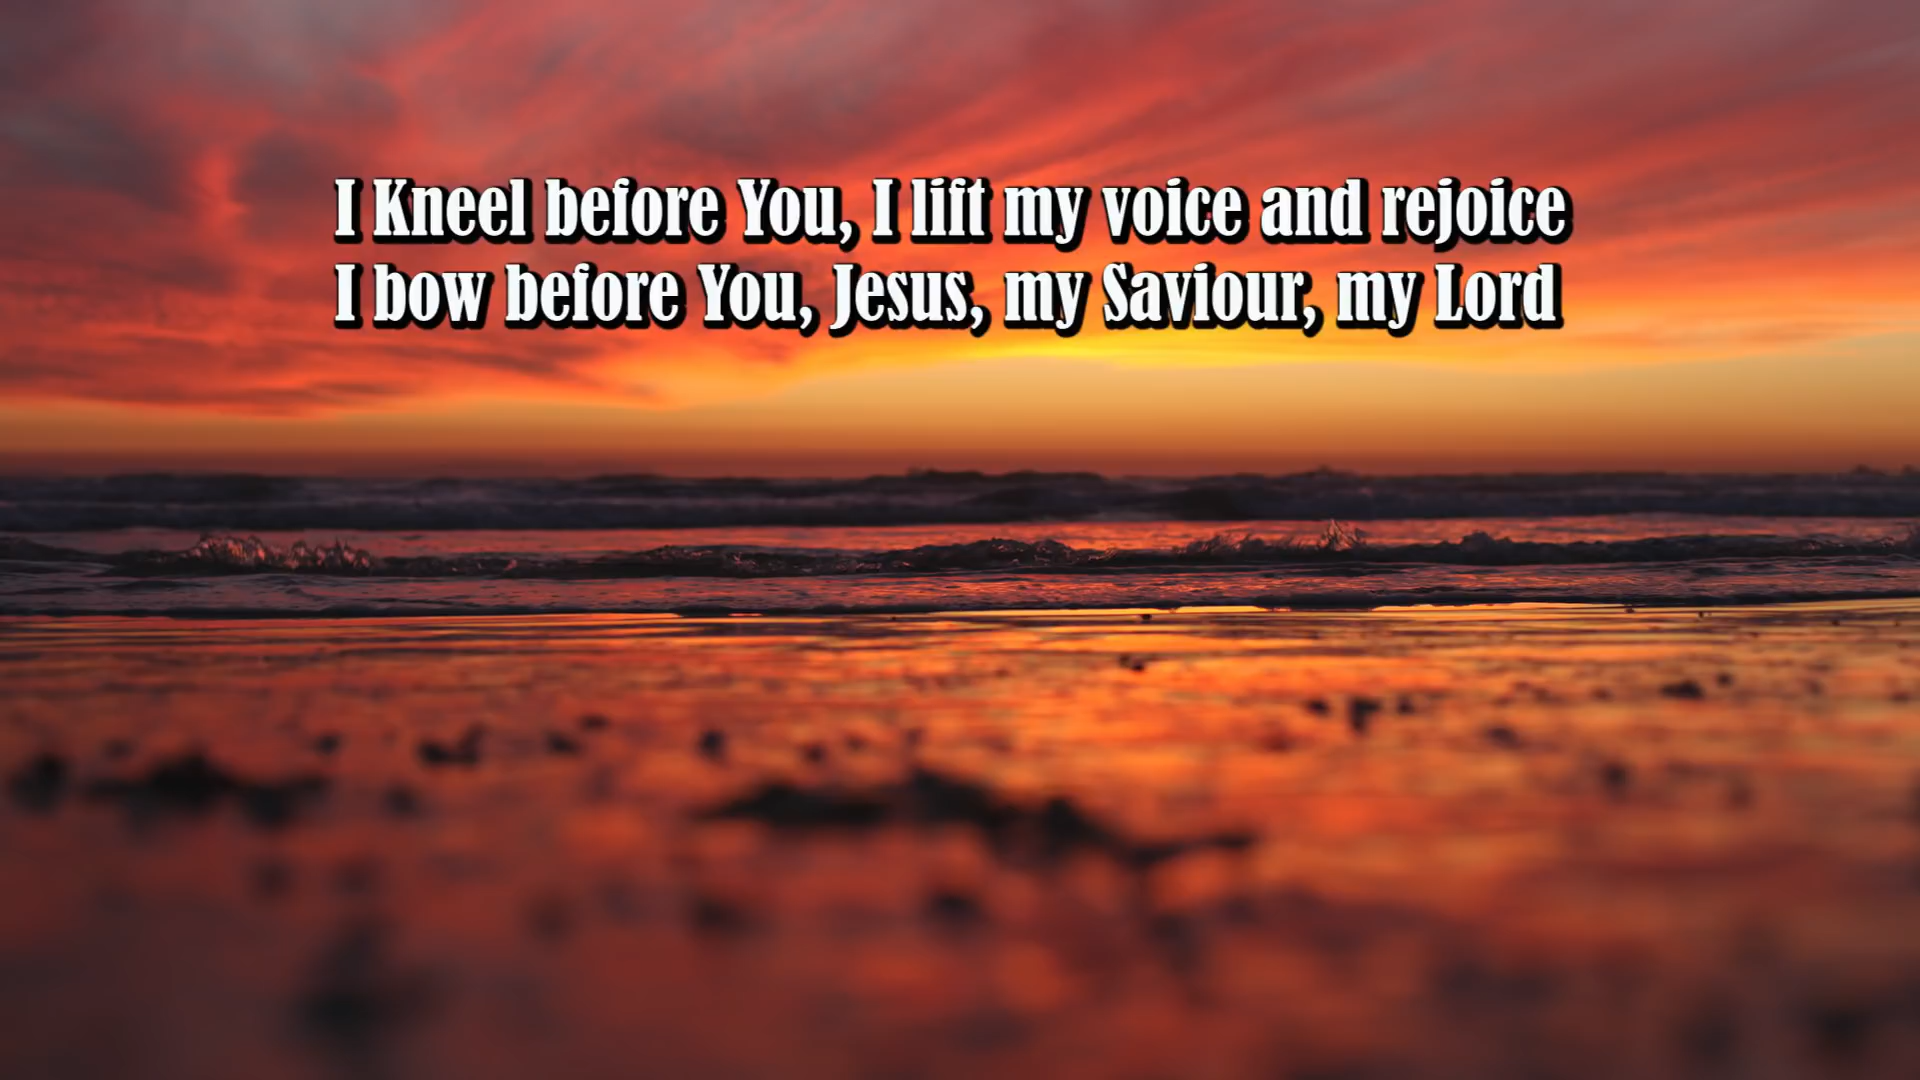 I Kneel before You, I lift my voice and rejoice
I bow before You, Jesus, my Saviour, my Lord